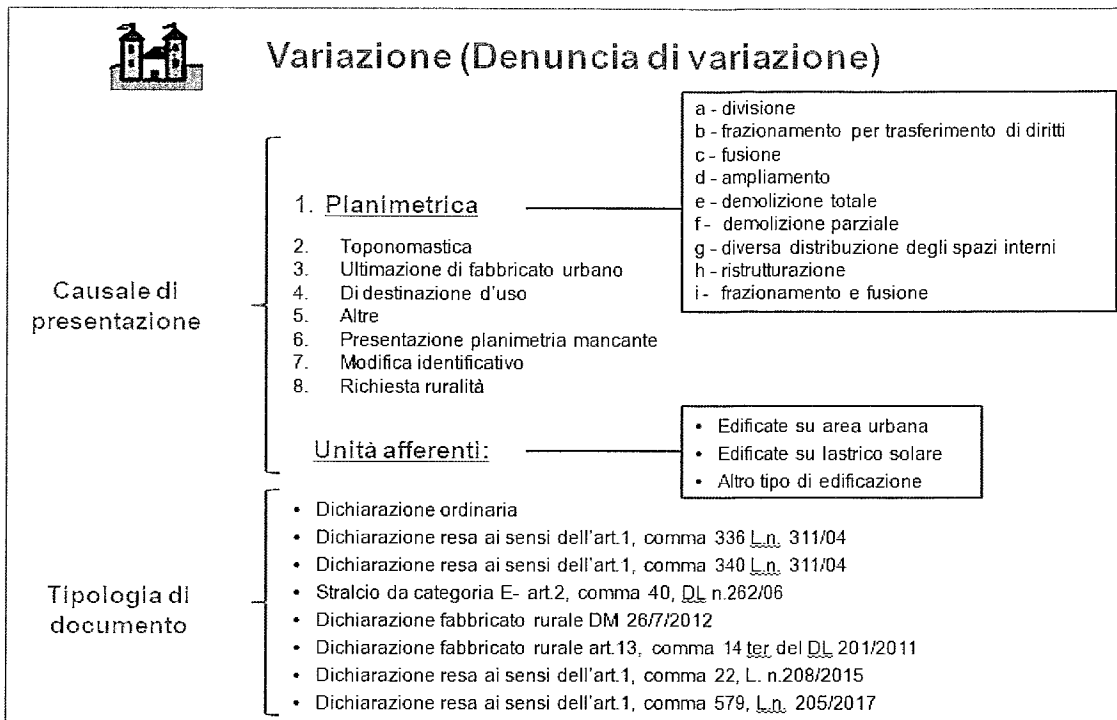 Variazione (Denuncia di variazione)
Causale di
presentazione
1. Planimetrica
a - divisione
b - frazionamento per trasferimento di diritti
c - fusione
d - ampliamento
e - demolizione totale
f - demolizione parziale
g - diversa distribuzione degli spazi interni
h - ristrutturazione
i - frazionamento e fusione
2. Toponomastica
3. Ultimazione di fabbricato urbano
4. Di destinazione d'uso
5. Altre
6. Presentazione planimetria mancante
7. Modifica identificativo
8. Richiesta ruralità
Unità afferenti:
• Edificate su area urbana
• Edificate su lastrico solare
• Altro tipo di edificazione
Tipologia di
documento
• Dichiarazione ordinaria
• Dichiarazione resa ai sensi dell'art.1, comma 336 L.n. 311/04
• Dichiarazione resa ai sensi dell'art.1, comma 340 L.n. 311/04
• Stralcio da categoria E- art.2, comma 40, DL n.262/06
• Dichiarazione fabbricato rurale DM 26/7/2012
• Dichiarazione fabbricato rurale art.13, comma 14 ter del DL 201/2011
• Dichiarazione resa ai sensi dell'art.1, comma 22, L. n.208/2015
• Dichiarazione resa ai sensi dell'art.1, comma 579, L.n. 205/2017